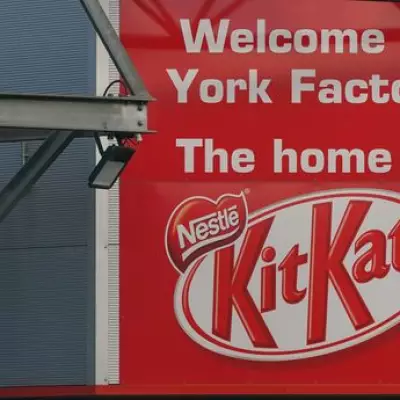 Welcome
York Facto
The home
Nestlé
KitKat